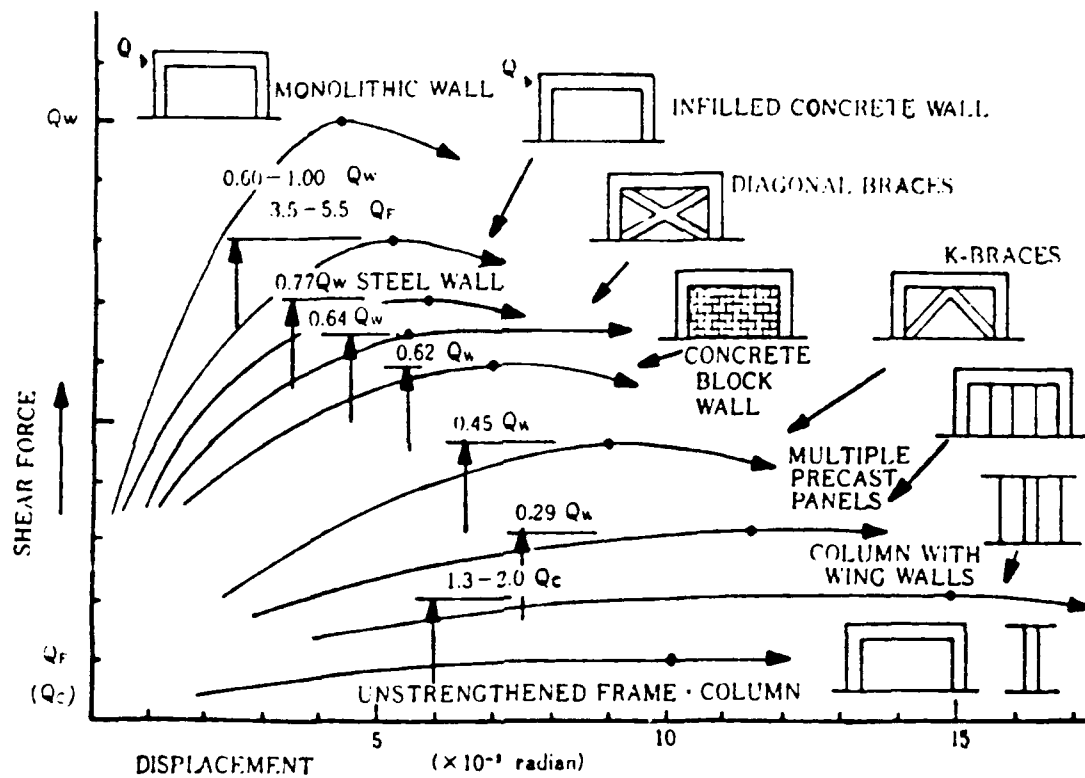 Q
MONOLITHIC WALL
Q
INFILLED CONCRETE WALL
Qw
0.60-1.00 Qw
3.5-5.5 QF
DIAGONAL BRACES
K-BRACES
0.77Qw STEEL WALL
0.64 Qw
0.62 Qw
CONCRETE
BLOCK
WALL
SHEAR FORCE
0.45 Qw
MULTIPLE
PRECAST
PANELS
0.29 Qw
COLUMN WITH
WING WALLS
1.3-2.0 Qc
QF
(Qc)
UNSTRENGTHENED FRAME・COLUMN
5
10
15
DISPLACEMENT
(×10⁻³ radian)